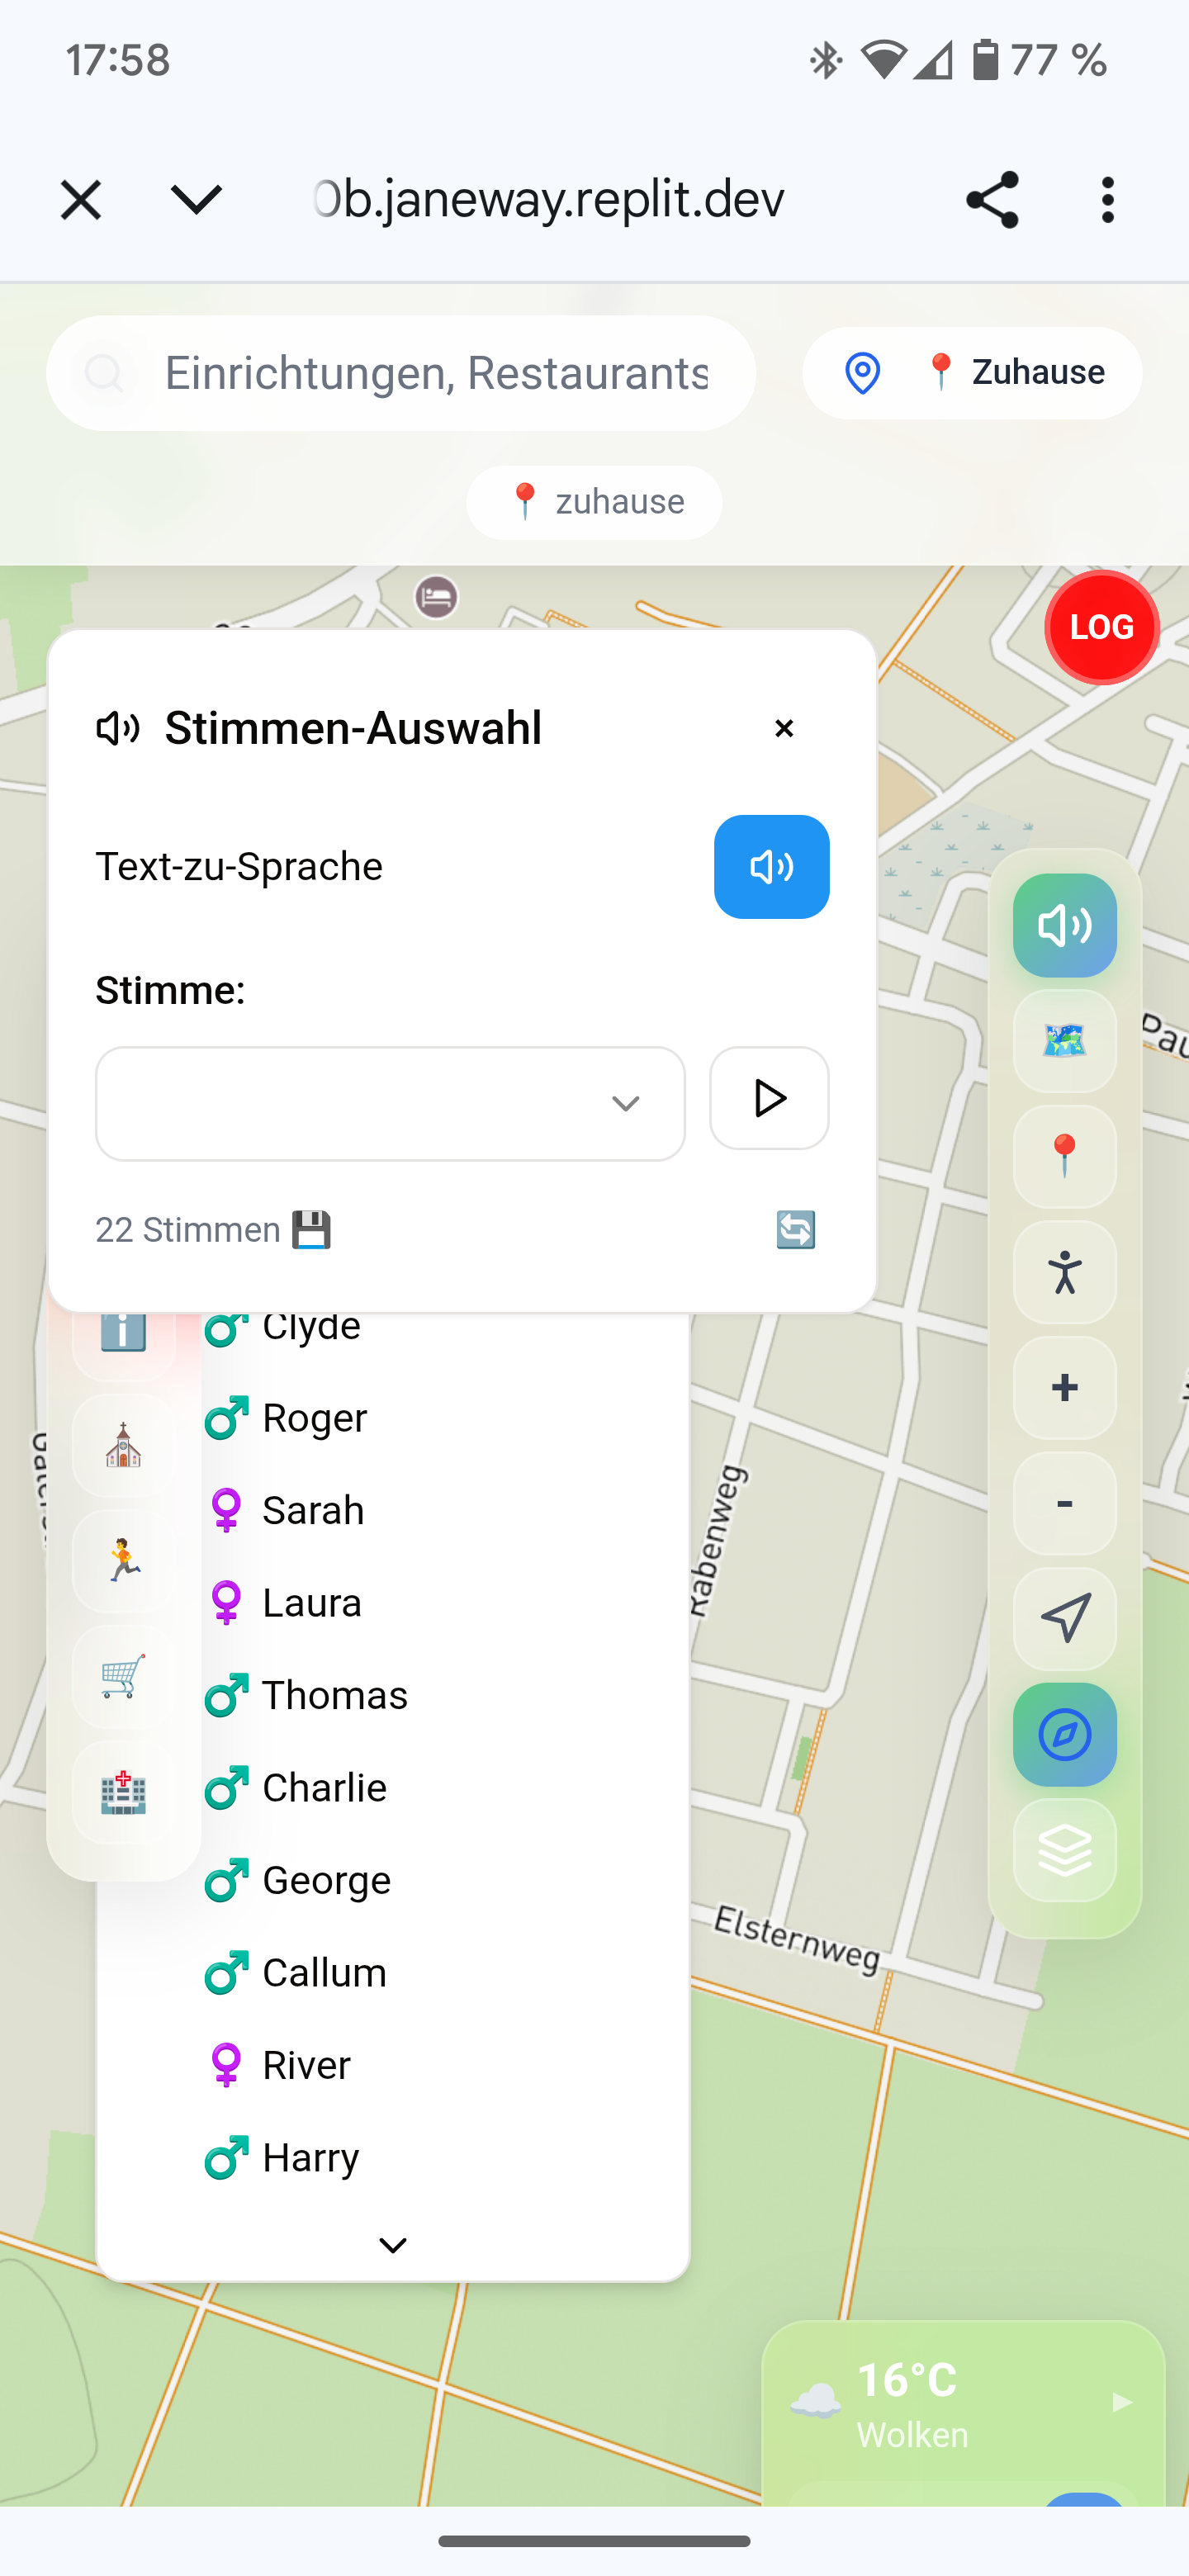 17:58
77 %
0b.janeway.replit.dev
Einrichtungen, Restaurants
Zuhause
zuhause
LOG
Stimmen-Auswahl
×
Text-zu-Sprache
Stimme:
22 Stimmen
Clyde
Roger
Sarah
Laura
Thomas
Charlie
George
Callum
River
Harry
Rabenweg
Elsternweg
Pau
+
-
16°C
Wolken